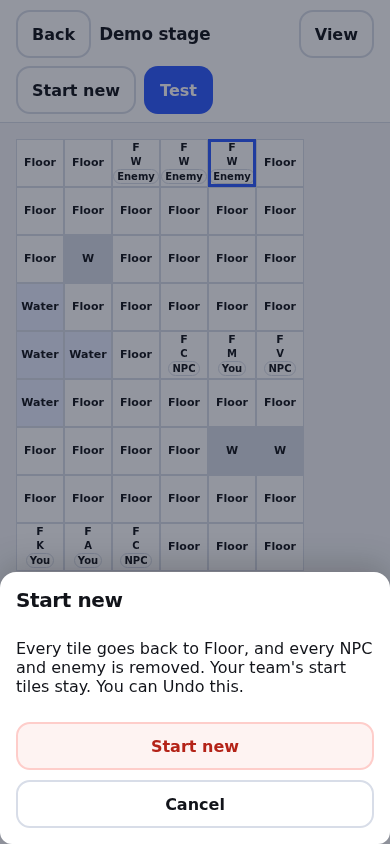 Back Demo stage View
Start new Test
Floor Floor F W Enemy F W Enemy F W Enemy Floor
Floor Floor Floor Floor Floor Floor
Floor W Floor Floor Floor Floor
Water Floor Floor Floor Floor Floor
Water Water Floor F C NPC F M You F V NPC
Water Floor Floor Floor Floor Floor
Floor Floor Floor Floor W W
Floor Floor Floor Floor Floor Floor
F K You F A You F C NPC Floor Floor Floor
Start new
Every tile goes back to Floor, and every NPC
and enemy is removed. Your team's start
tiles stay. You can Undo this.
Start new
Cancel